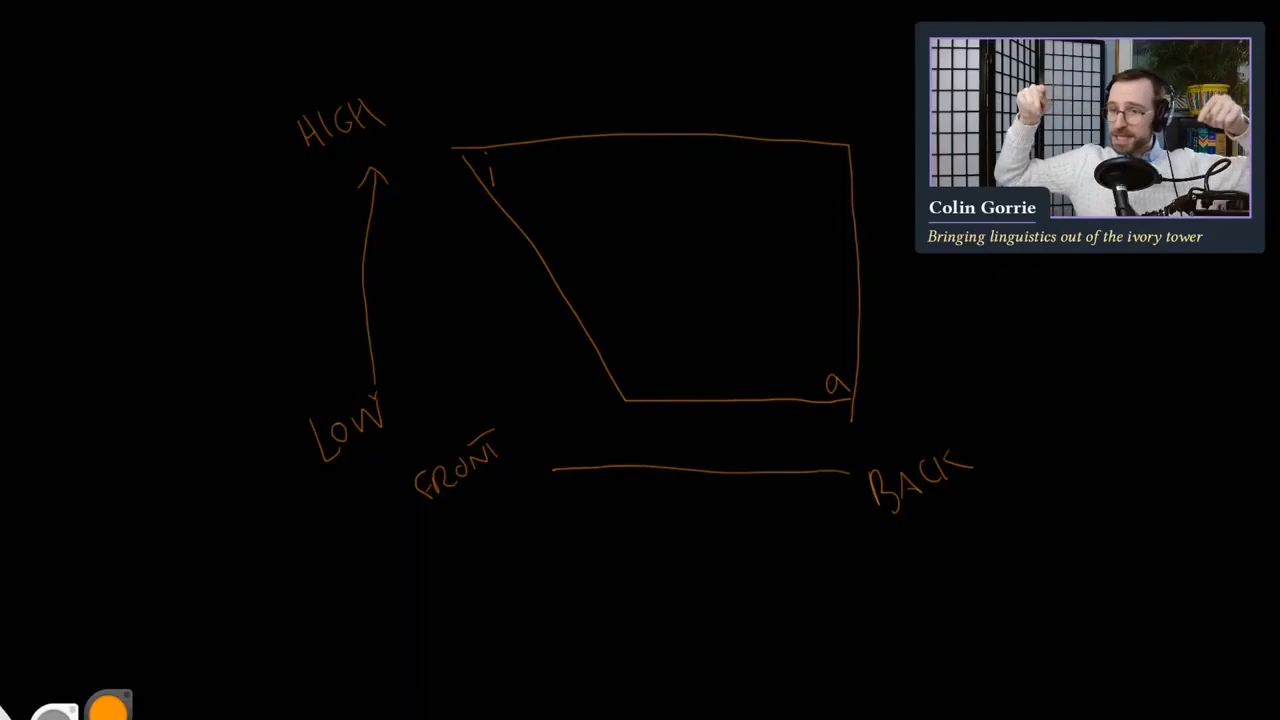 HIGH
i
a
LOW
FRONT
BACK
Colin Gorrie
Bringing linguistics out of the ivory tower